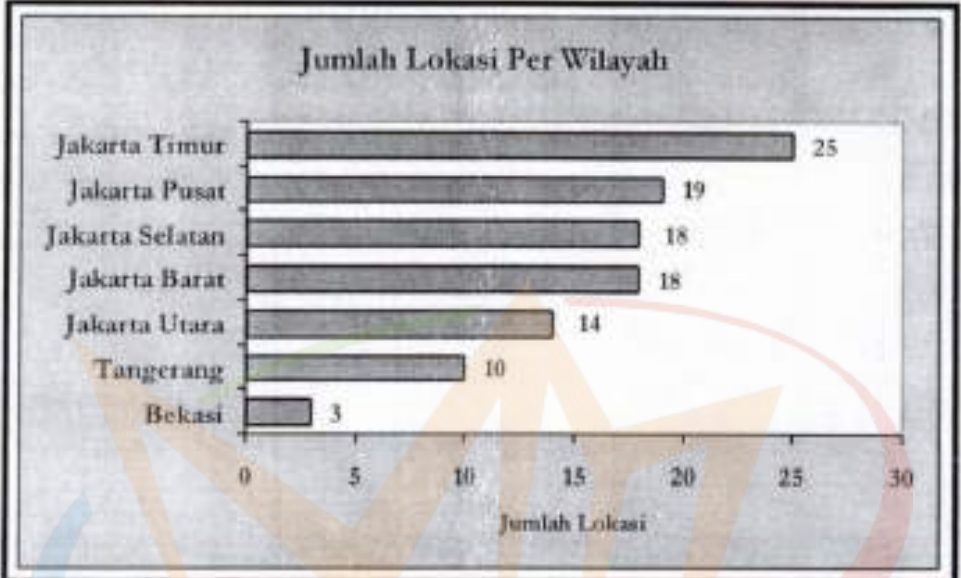 Jumlah Lokasi Per Wilayah
Jakarta Timur 25
Jakarta Pusat 19
Jakarta Selatan 18
Jakarta Barat 18
Jakarta Utara 14
Tangerang 10
Bekasi 3
0 5 10 15 20 25 30
Jumlah Lokasi